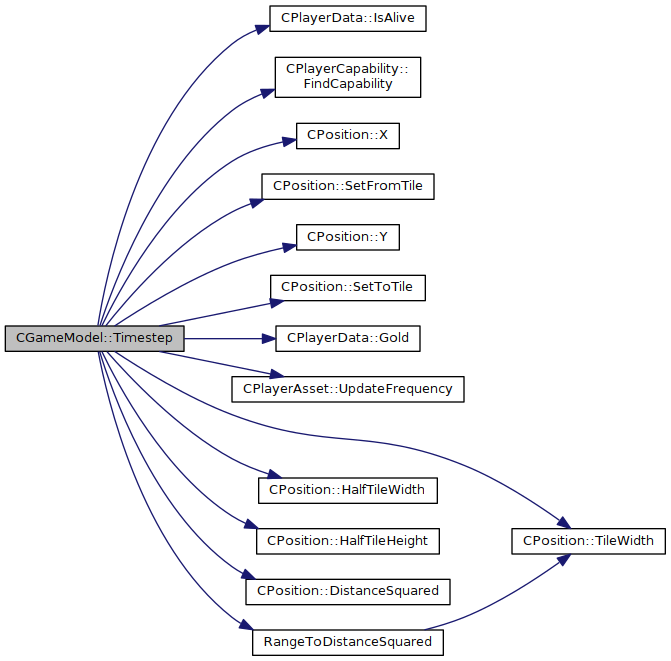 CPlayerData::IsAlive
CPlayerCapability::
FindCapability
CPosition::X
CPosition::SetFromTile
CPosition::Y
CPosition::SetToTile
CGameModel::Timestep
CPlayerData::Gold
CPlayerAsset::UpdateFrequency
CPosition::HalfTileWidth
CPosition::HalfTileHeight
CPosition::TileWidth
CPosition::DistanceSquared
RangeToDistanceSquared